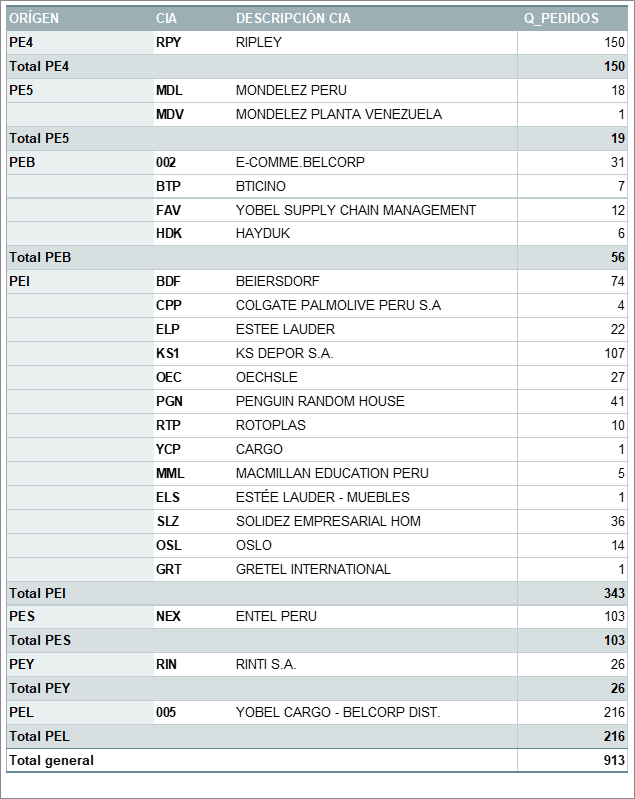 ORÍGEN CIA DESCRIPCIÓN CIA Q_PEDIDOS
PE4 RPY RIPLEY 150
Total PE4 150
PE5 MDL MONDELEZ PERU 18
MDV MONDELEZ PLANTA VENEZUELA 1
Total PE5 19
PEB 002 E-COMME.BELCORP 31
BTP BTICINO 7
FAV YOBEL SUPPLY CHAIN MANAGEMENT 12
HDK HAYDUK 6
Total PEB 56
PEI BDF BEIERSDORF 74
CPP COLGATE PALMOLIVE PERU S.A 4
ELP ESTEE LAUDER 22
KS1 KS DEPOR S.A. 107
OEC OECHSLE 27
PGN PENGUIN RANDOM HOUSE 41
RTP ROTOPLAS 10
YCP CARGO 1
MML MACMILLAN EDUCATION PERU 5
ELS ESTÉE LAUDER - MUEBLES 1
SLZ SOLIDEZ EMPRESARIAL HOM 36
OSL OSLO 14
GRT GRETEL INTERNATIONAL 1
Total PEI 343
PES NEX ENTEL PERU 103
Total PES 103
PEY RIN RINTI S.A. 26
Total PEY 26
PEL 005 YOBEL CARGO - BELCORP DIST. 216
Total PEL 216
Total general 913